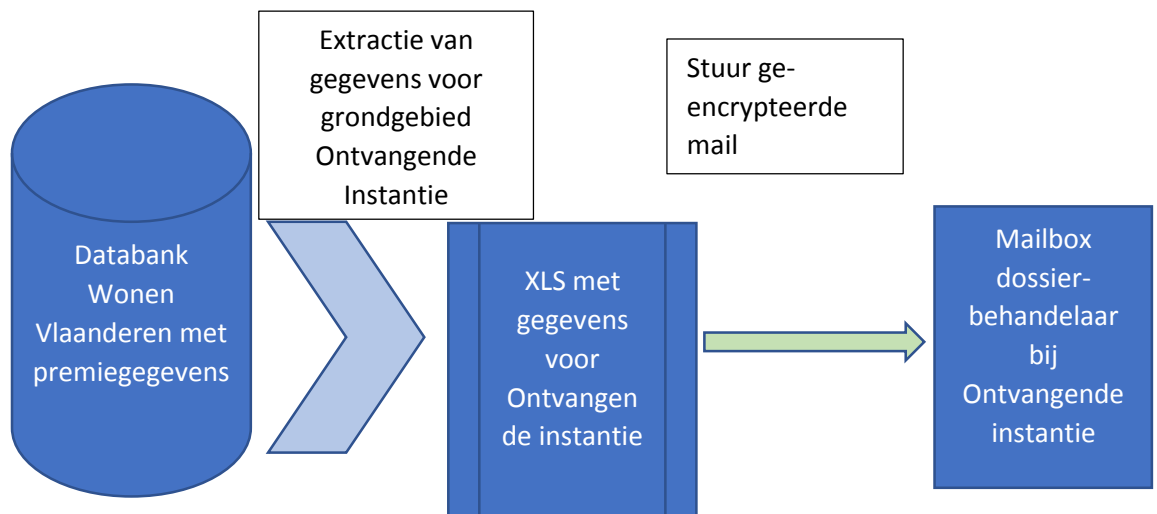 Extractie van
gegevens voor
grondgebied
Ontvangende
Instantie
Stuur ge-
encrypteerde
mail
Databank
Wonen
Vlaanderen met
premiegegevens
XLS met
gegevens
voor
Ontvangen
de instantie
Mailbox
dossier-
behandelaar
bij
Ontvangende
instantie